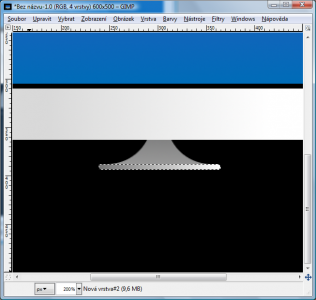 *Bez názvu-1.0 (RGB, 4 vrstvy) 600x500 – GIMP
Soubor Upravit Vybrat Zobrazení Obrázek Vrstva Barvy Nástroje Filtry Windows Nápověda
px 200% Nová vrstva#2 (9,6 MB)